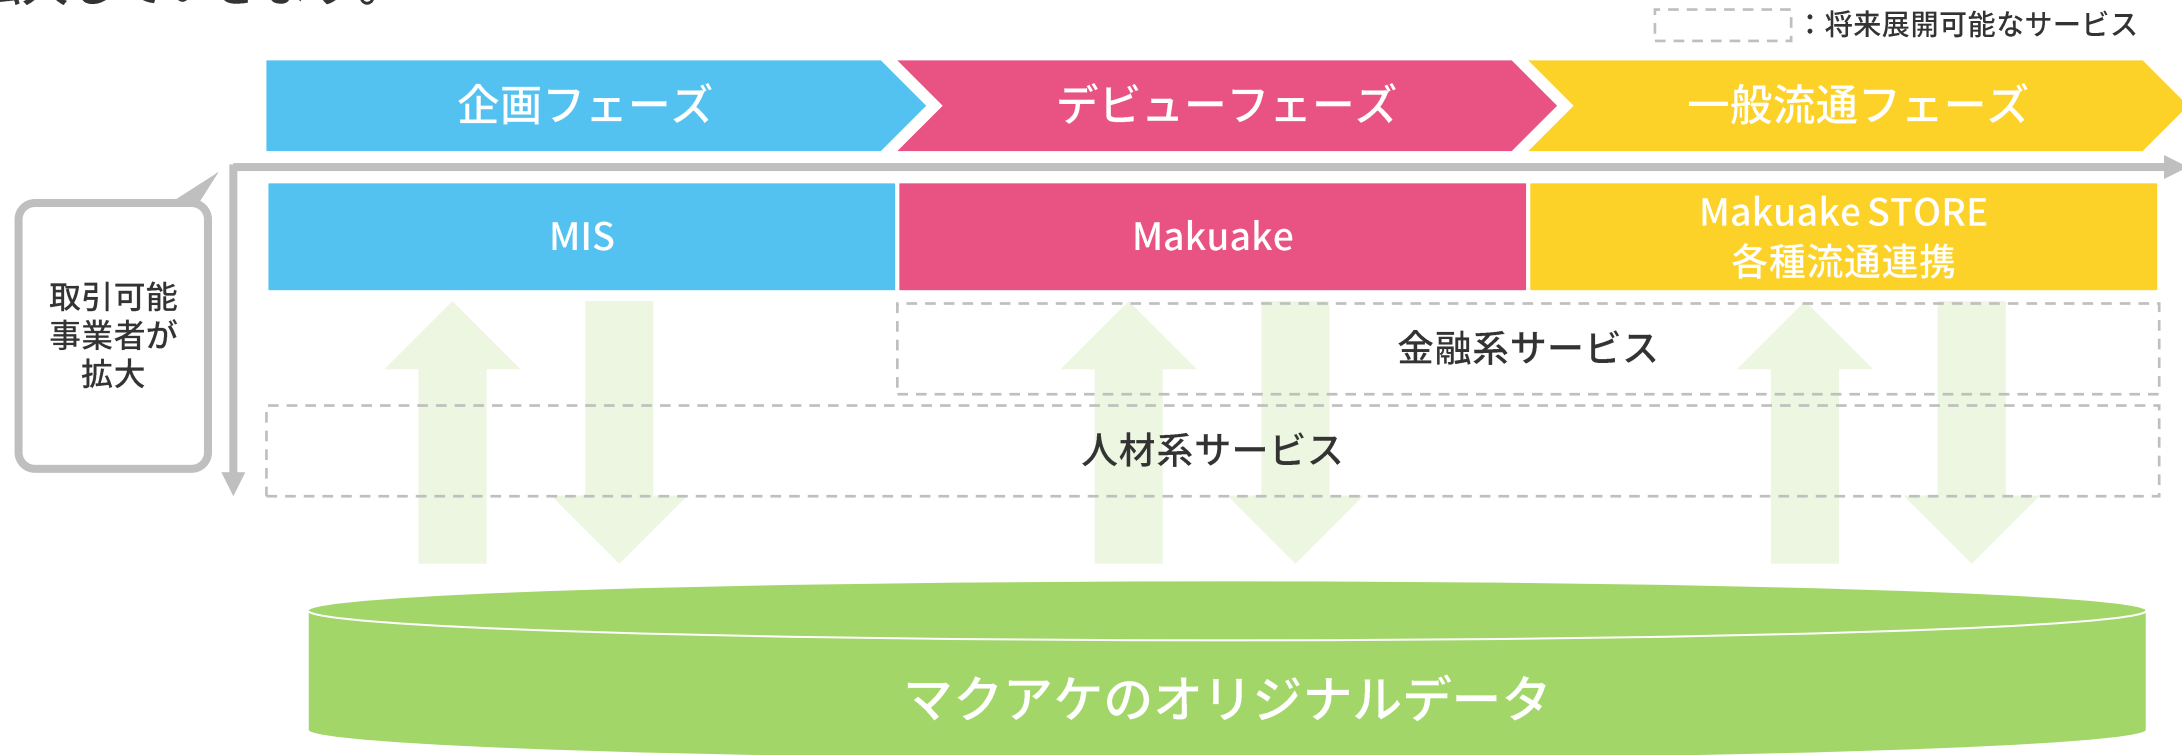 ：将来展開可能なサービス
企画フェーズ
デビューフェーズ
一般流通フェーズ
MIS
Makuake
Makuake STORE
各種流通連携
取引可能
事業者が
拡大
金融系サービス
人材系サービス
マクアケのオリジナルデータ